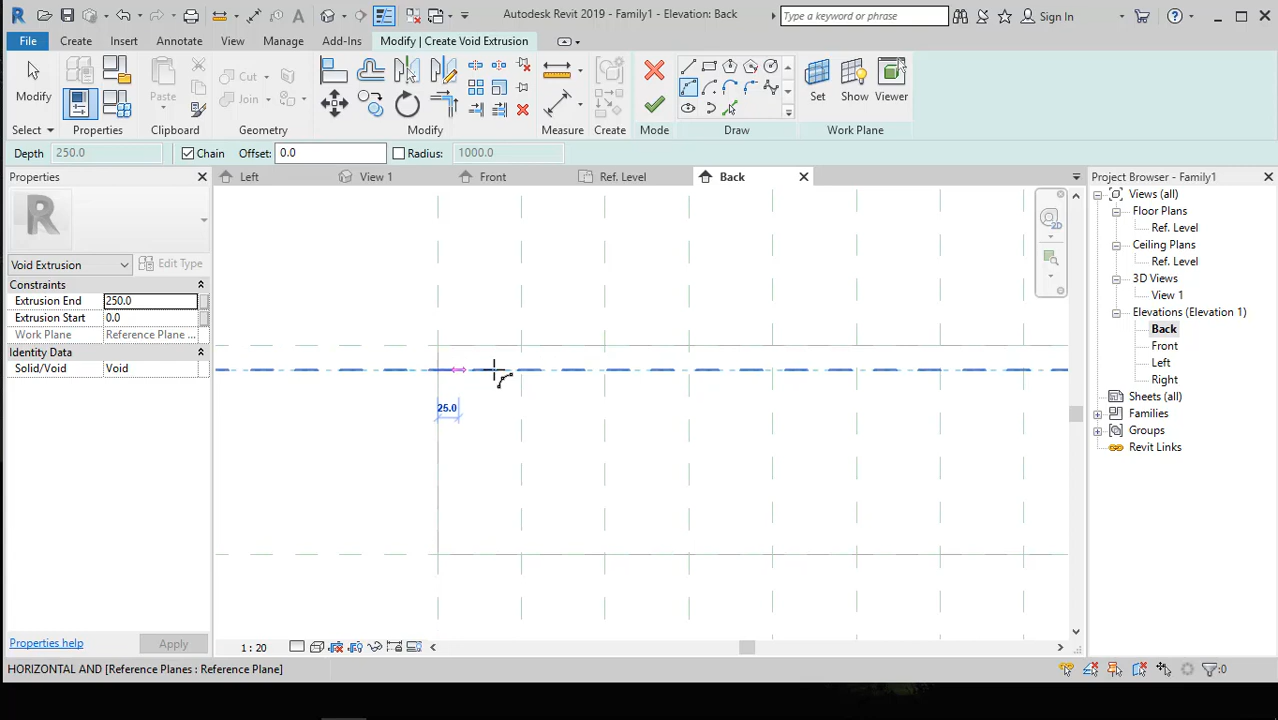 Autodesk Revit 2019 - Family1 - Elevation: Back
Type a keyword or phrase
Sign In
File
Create
Insert
Annotate
View
Manage
Add-Ins
Modify | Create Void Extrusion
Modify
Paste
Cut
Join
Set
Show
Viewer
Select
Properties
Clipboard
Geometry
Modify
Measure
Create
Mode
Draw
Work Plane
Depth
250.0
Chain
Offset:
0.0
Radius:
1000.0
Properties
Left
View 1
Front
Ref. Level
Back
Project Browser - Family1
R
Void Extrusion
Edit Type
Constraints
Extrusion End 250.0
Extrusion Start 0.0
Work Plane Reference Plane ...
Identity Data
Solid/Void Void
25.0
2D
Views (all)
Floor Plans
Ref. Level
Ceiling Plans
Ref. Level
3D Views
View 1
Elevations (Elevation 1)
Back
Front
Left
Right
Sheets (all)
Families
Groups
Revit Links
Properties help
Apply
1 : 20
HORIZONTAL AND [Reference Planes : Reference Plane]
:0